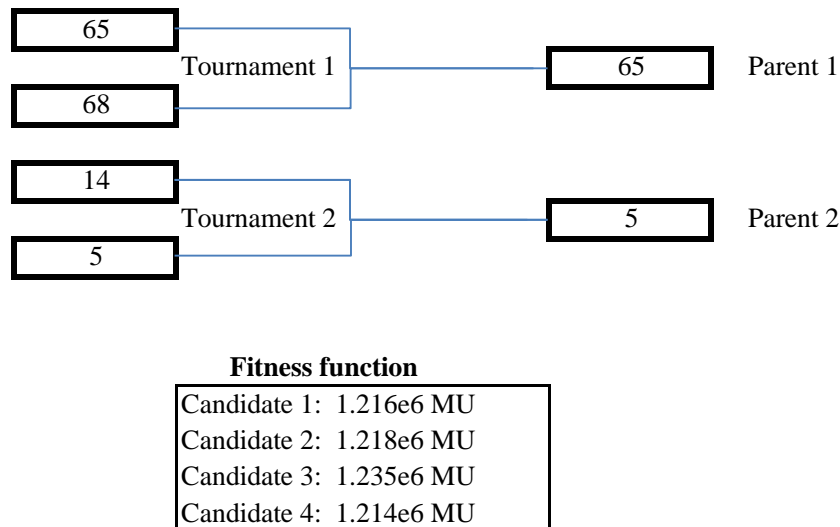 65
Tournament 1
65
Parent 1
68
14
Tournament 2
5
Parent 2
5
Fitness function
Candidate 1: 1.216e6 MU
Candidate 2: 1.218e6 MU
Candidate 3: 1.235e6 MU
Candidate 4: 1.214e6 MU